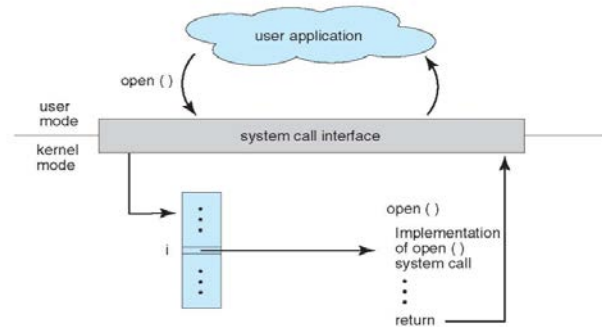 user application
open ( )
user
mode
system call interface
kernel
mode
i
open ( )
Implementation
of open ( )
system call
return